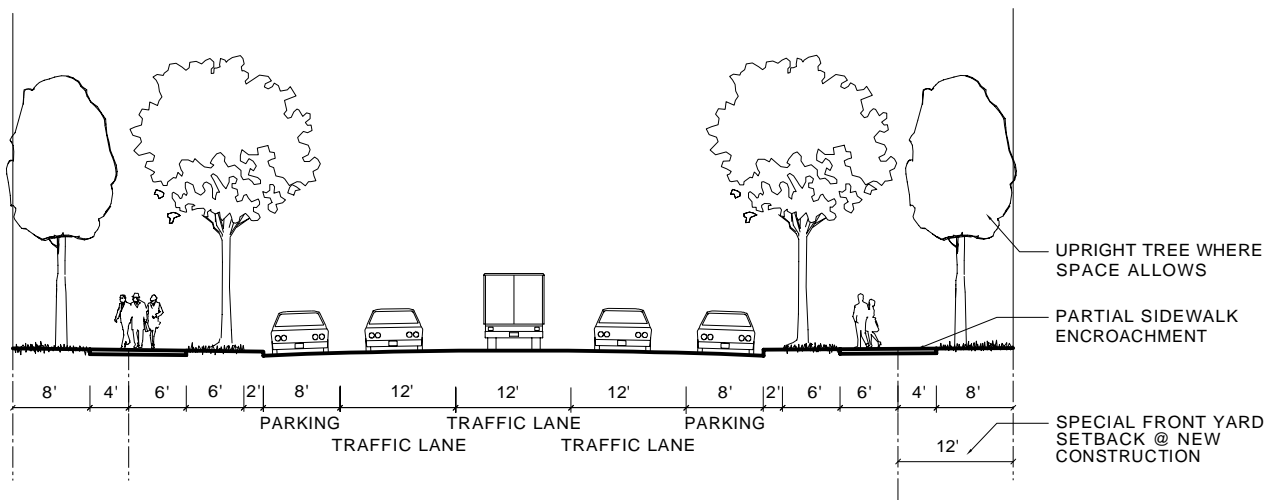 UPRIGHT TREE WHERE
SPACE ALLOWS
PARTIAL SIDEWALK
ENCROACHMENT
8' 4' 6' 6' 2' 8' 12' 12' 12' 8' 2' 6' 6' 4' 8'
PARKING TRAFFIC LANE PARKING
TRAFFIC LANE TRAFFIC LANE
12'
SPECIAL FRONT YARD
SETBACK @ NEW
CONSTRUCTION